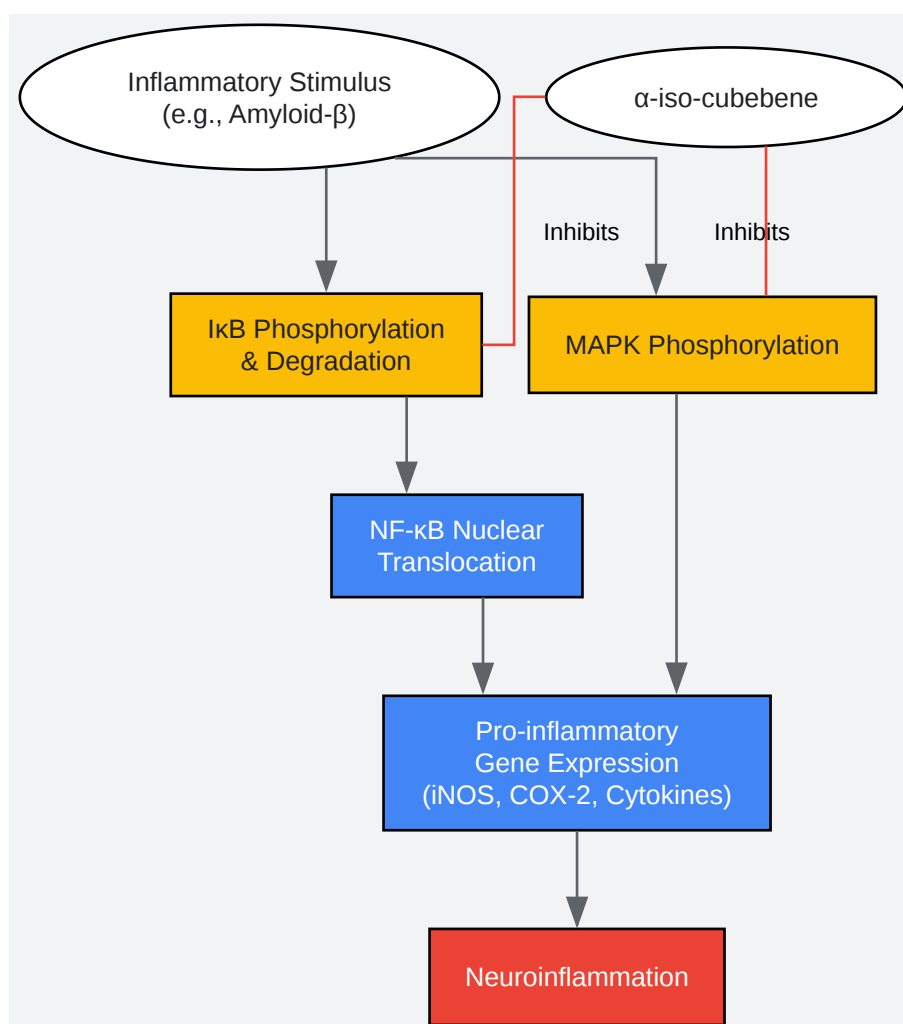 Inflammatory Stimulus
(e.g., Amyloid-β)
α-iso-cubebene
Inhibits
Inhibits
IκB Phosphorylation
& Degradation
MAPK Phosphorylation
NF-κB Nuclear
Translocation
Pro-inflammatory
Gene Expression
(iNOS, COX-2, Cytokines)
Neuroinflammation